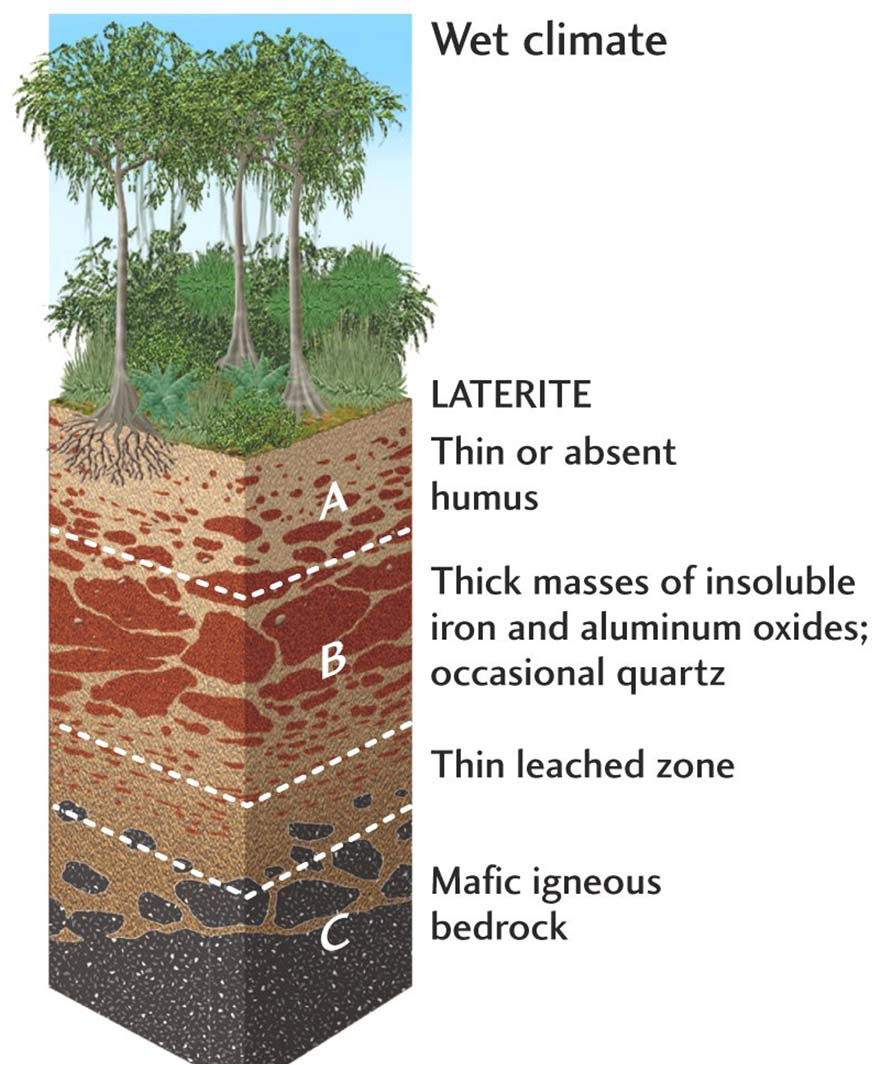 Wet climate
LATERITE
Thin or absent
humus
A
Thick masses of insoluble
iron and aluminum oxides;
occasional quartz
B
Thin leached zone
Mafic igneous
bedrock
C